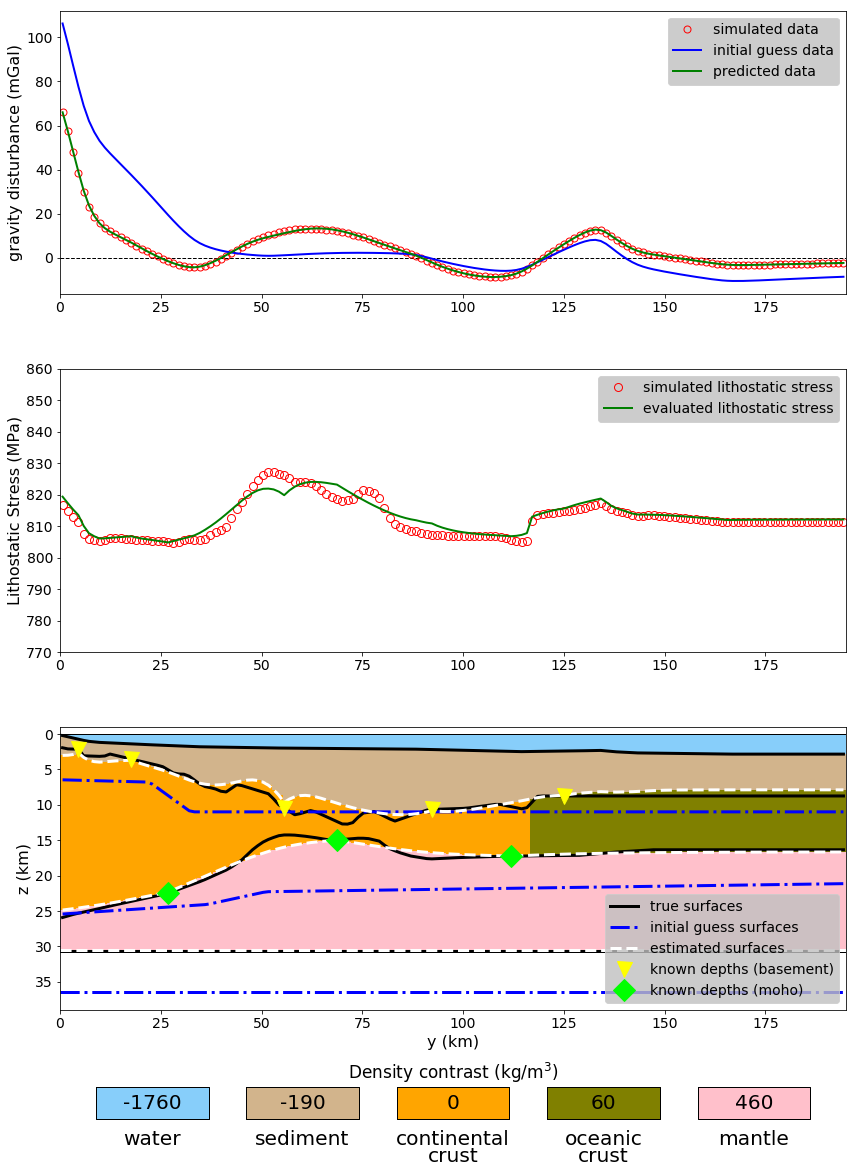 gravity disturbance (mGal)
100
80
60
40
20
0
simulated data
initial guess data
predicted data
0 25 50 75 100 125 150 175
Lithostatic Stress (MPa)
860
850
840
830
820
810
800
790
780
770
simulated lithostatic stress
evaluated lithostatic stress
0 25 50 75 100 125 150 175
z (km)
0
5
10
15
20
25
30
35
true surfaces
initial guess surfaces
estimated surfaces
known depths (basement)
known depths (moho)
0 25 50 75 100 125 150 175
y (km)
Density contrast (kg/m³)
-1760 -190 0 60 460
water sediment continental oceanic mantle
crust crust